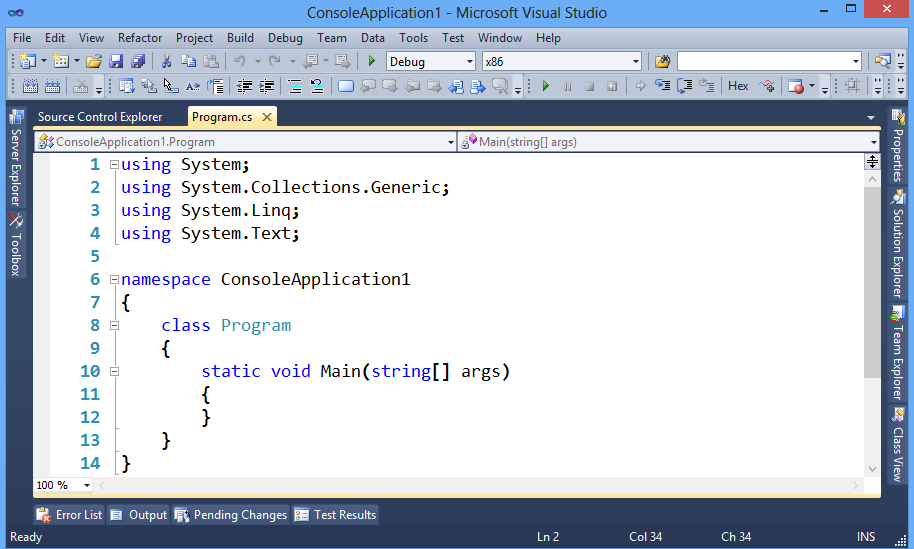 ConsoleApplication1 - Microsoft Visual Studio
File Edit View Refactor Project Build Debug Team Data Tools Test Window Help
Debug x86
Hex
Source Control Explorer Program.cs
ConsoleApplication1.Program Main(string[] args)
1 using System;
2 using System.Collections.Generic;
3 using System.Linq;
4 using System.Text;
5
6 namespace ConsoleApplication1
7 {
8 class Program
9 {
10 static void Main(string[] args)
11 {
12 }
13 }
14 }
100 %
Server Explorer
Toolbox
Properties
Solution Explorer
Team Explorer
Class View
Error List Output Pending Changes Test Results
Ready Ln 2 Col 34 Ch 34 INS